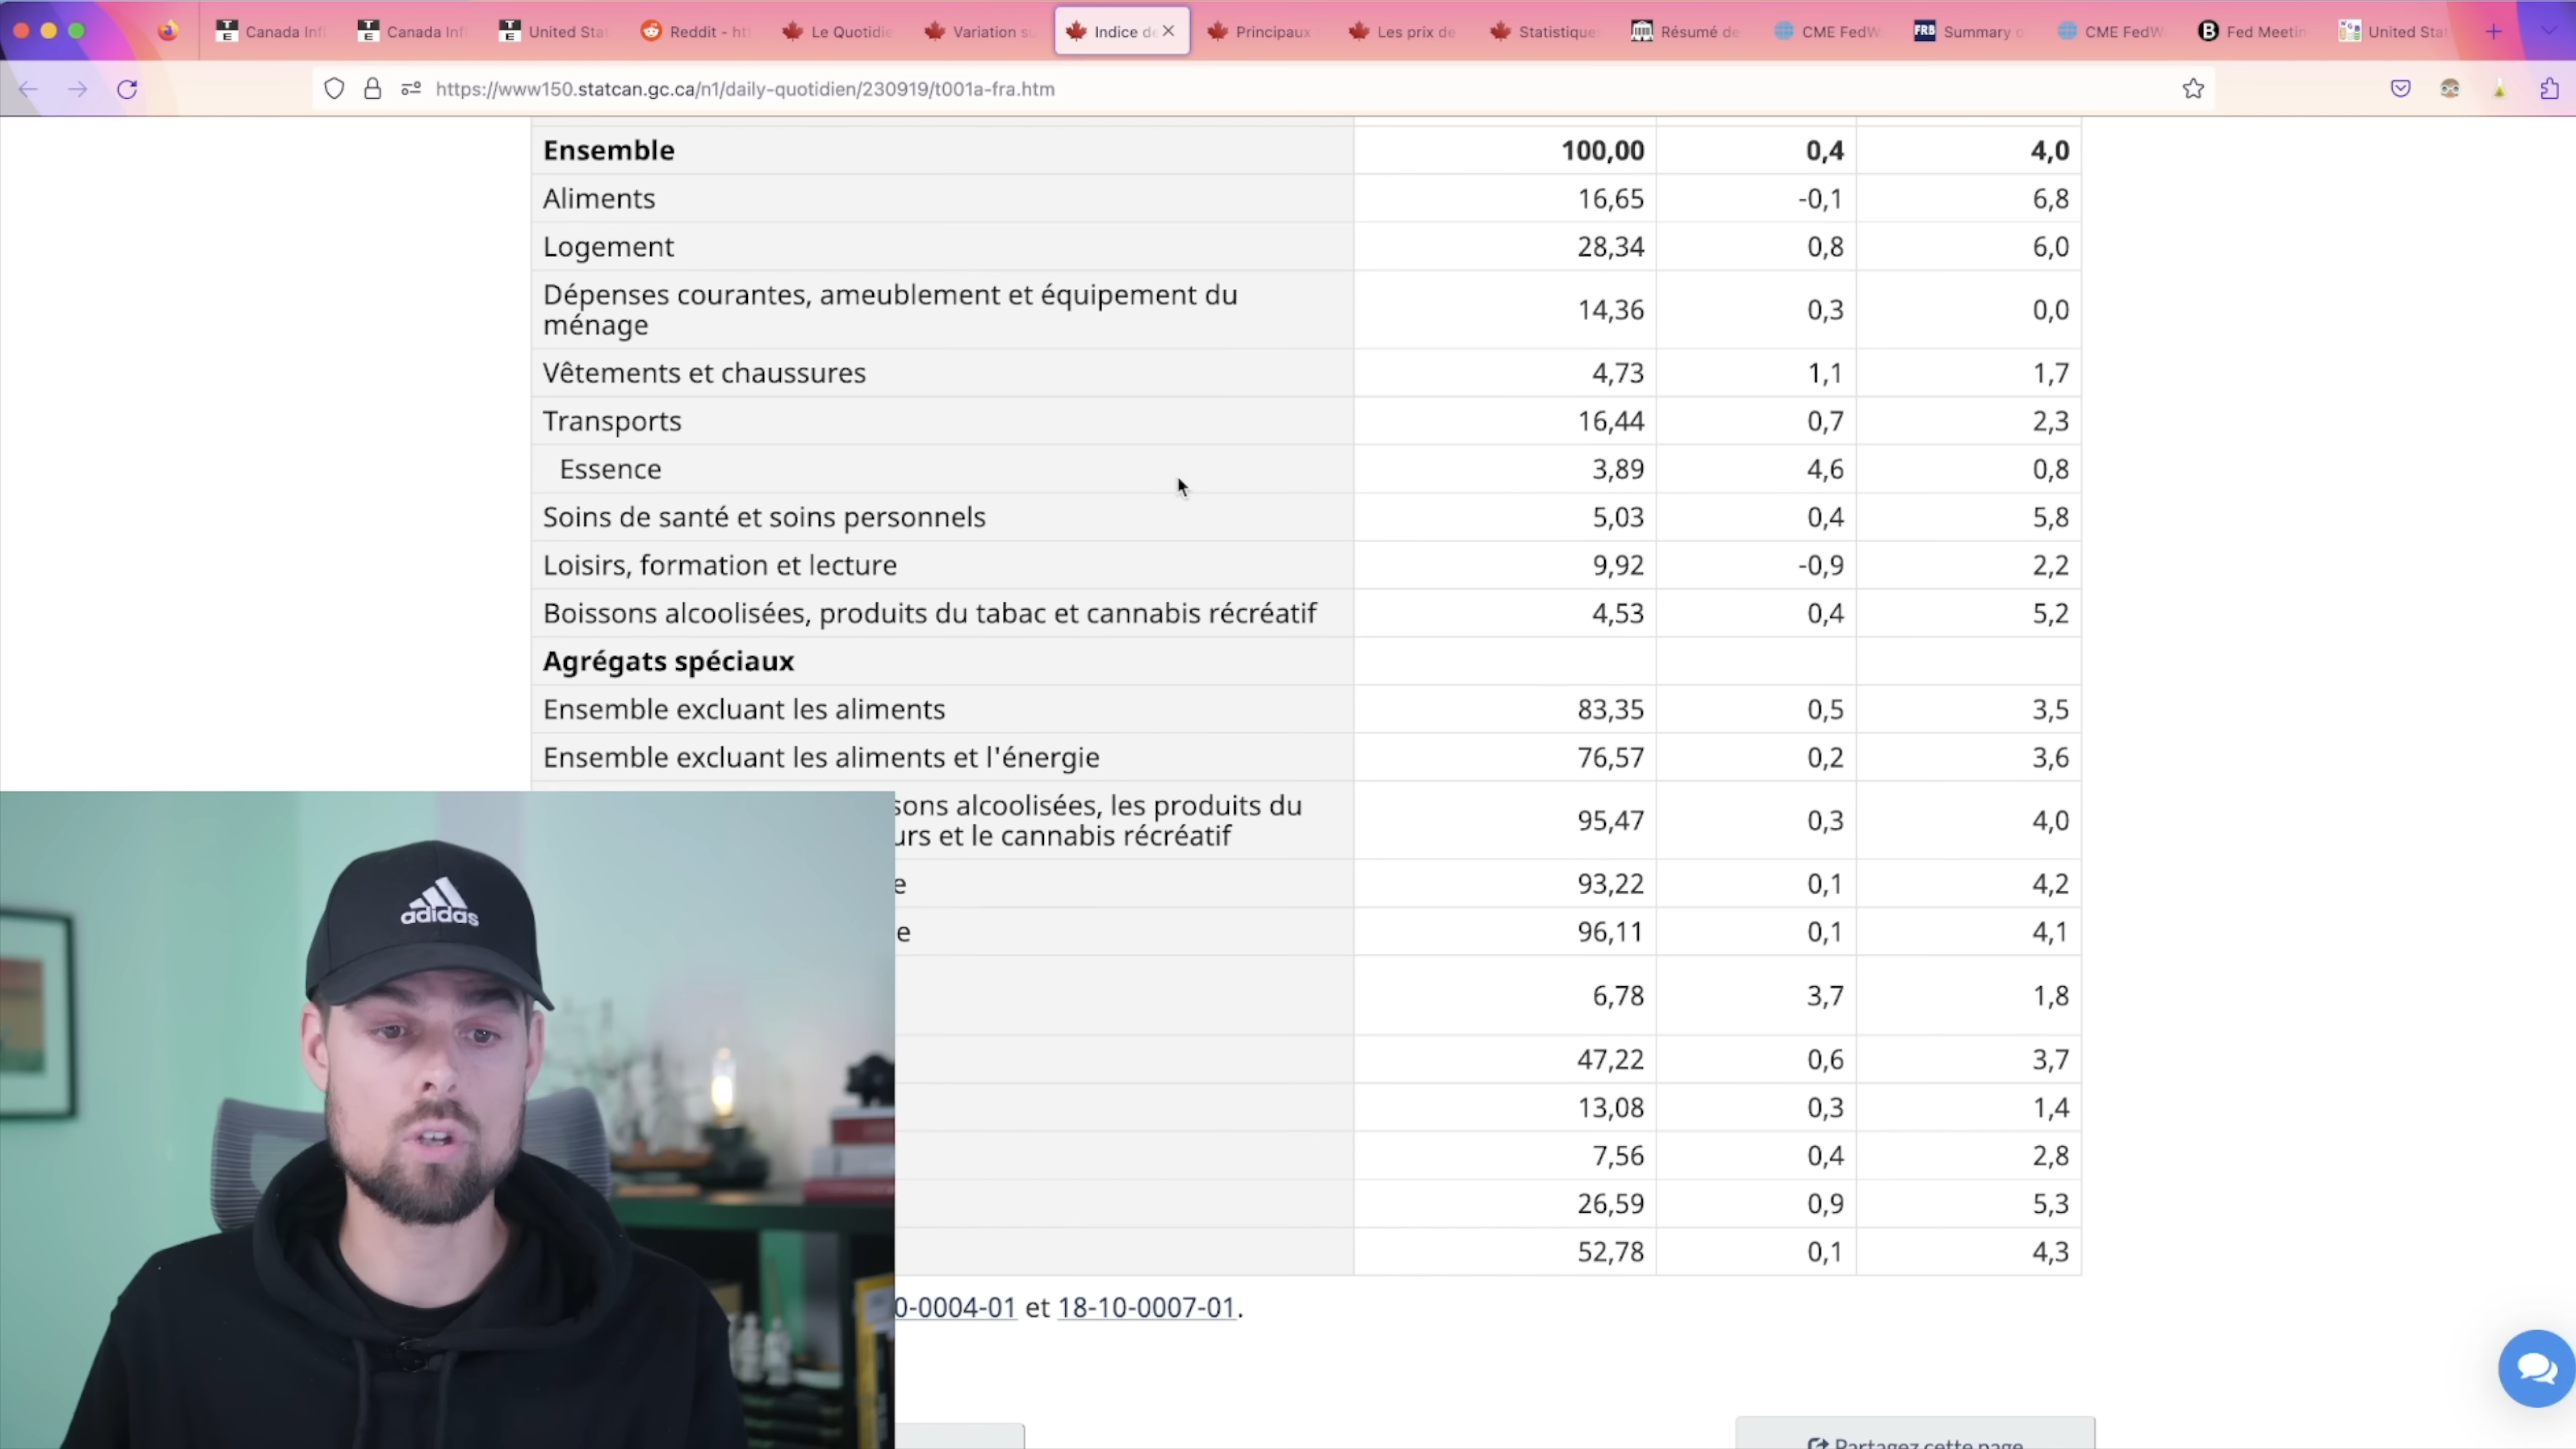 Canada Inf
Canada Inf
United Sta
Reddit - ht
Le Quotidie
Variation su
Indice de
Principaux
Les prix de
Statistique
Résumé de
CME FedW
FRB Summary o
CME FedW
Fed Meetin
United Stat
https://www150.statcan.gc.ca/n1/daily-quotidien/230919/t001a-fra.htm
Ensemble 100,00 0,4 4,0
Aliments 16,65 -0,1 6,8
Logement 28,34 0,8 6,0
Dépenses courantes, ameublement et équipement du
ménage 14,36 0,3 0,0
Vêtements et chaussures 4,73 1,1 1,7
Transports 16,44 0,7 2,3
Essence 3,89 4,6 0,8
Soins de santé et soins personnels 5,03 0,4 5,8
Loisirs, formation et lecture 9,92 -0,9 2,2
Boissons alcoolisées, produits du tabac et cannabis récréatif 4,53 0,4 5,2
Agrégats spéciaux
Ensemble excluant les aliments 83,35 0,5 3,5
Ensemble excluant les aliments et l'énergie 76,57 0,2 3,6
sons alcoolisées, les produits du
urs et le cannabis récréatif 95,47 0,3 4,0
e 93,22 0,1 4,2
e 96,11 0,1 4,1
6,78 3,7 1,8
47,22 0,6 3,7
13,08 0,3 1,4
7,56 0,4 2,8
26,59 0,9 5,3
52,78 0,1 4,3
0-0004-01 et 18-10-0007-01.
Partagez cette page
adidas